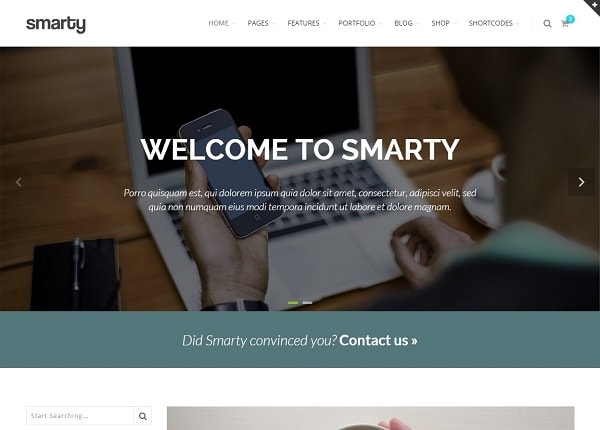 smarty
HOME PAGES FEATURES PORTFOLIO BLOG SHOP SHORTCODES
2
WELCOME TO SMARTY
Porro quisquam est, qui dolorem ipsum quia dolor sit amet, consectetur, adipisci velit, sed
quia non numquam eius modi tempora incidunt ut labore et dolore magnam.
Did Smarty convinced you? Contact us »
Start Searching...